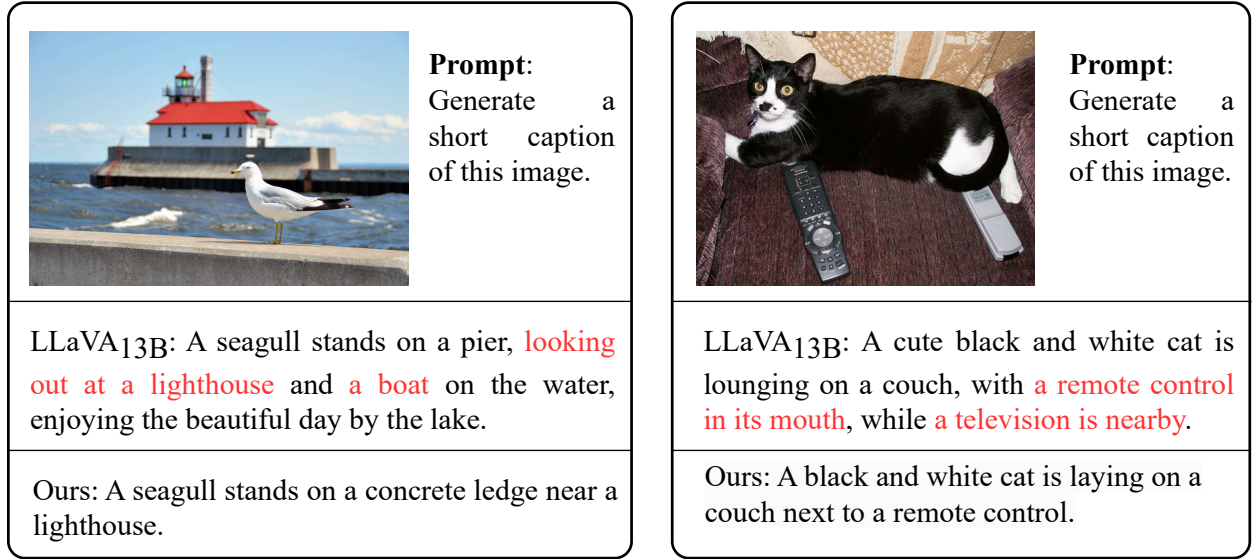 Prompt:
Generate a
short caption
of this image.
LLaVA13B: A seagull stands on a pier, looking
out at a lighthouse and a boat on the water,
enjoying the beautiful day by the lake.
Ours: A seagull stands on a concrete ledge near a
lighthouse.
Prompt:
Generate a
short caption
of this image.
LLaVA13B: A cute black and white cat is
lounging on a couch, with a remote control
in its mouth, while a television is nearby.
Ours: A black and white cat is laying on a
couch next to a remote control.